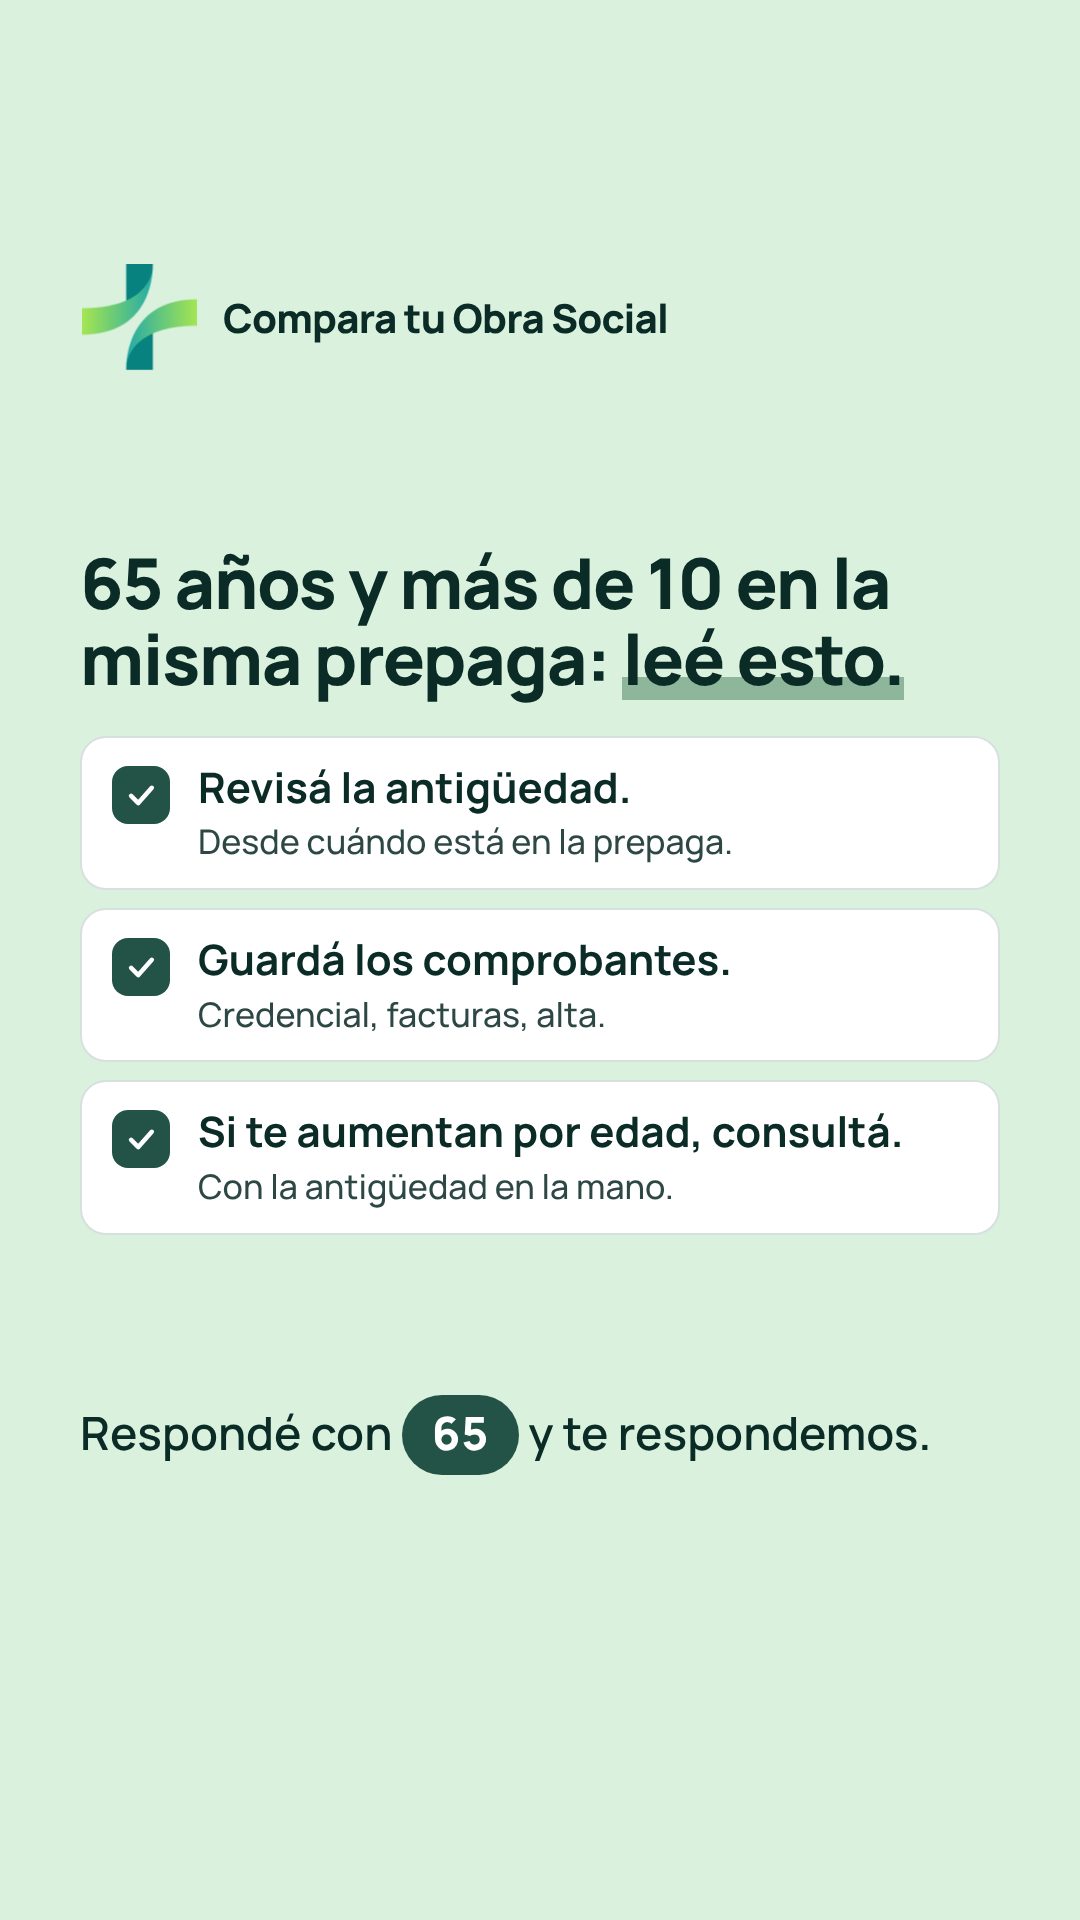 Compara tu Obra Social
65 años y más de 10 en la
misma prepaga: leé esto.
Revisá la antigüedad.
Desde cuándo está en la prepaga.
Guardá los comprobantes.
Credencial, facturas, alta.
Si te aumentan por edad, consultá.
Con la antigüedad en la mano.
Respondé con 65 y te respondemos.